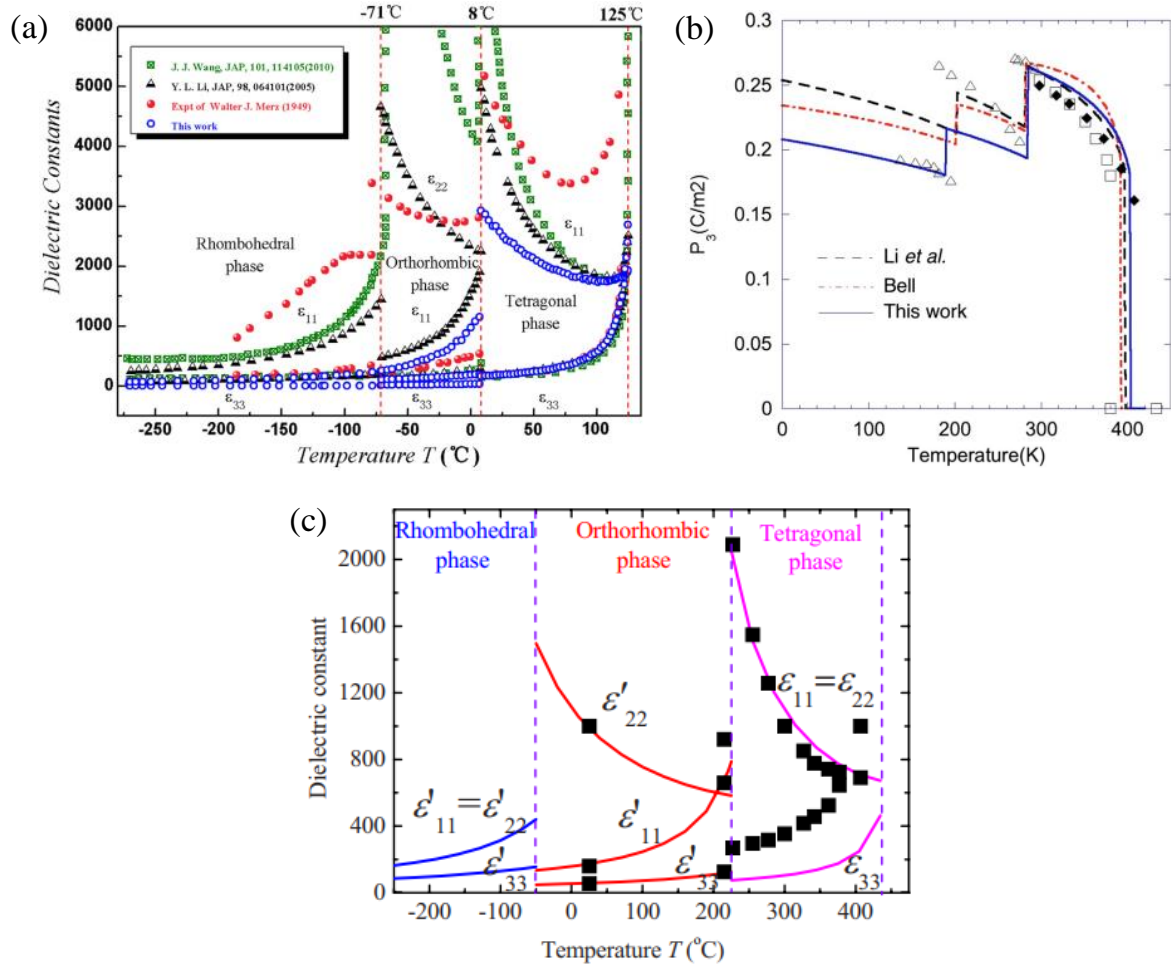 (a)
-71℃
8℃
125℃
6000
5000
4000
3000
2000
1000
0
Dielectric Constants
J. J. Wang, JAP, 101, 114105(2010)
Y. L. Li, JAP, 98, 064101(2005)
Expt of Walter J. Merz (1949)
This work
ε22
ε11
Rhombohedral
phase
Orthorhombic
phase
Tetragonal
phase
ε11
ε11
ε33
ε33
ε33
-250
-200
-150
-100
-50
0
50
100
Temperature T (℃)
(b)
0.3
0.25
0.2
0.15
0
P_3(C/m2)
Li et al.
Bell
This work
0
100
200
300
400
Temperature(K)
(c)
Rhombohedral
phase
Orthorhombic
phase
Tetragonal
phase
2000
1600
1200
800
400
0
Dielectric constant
ε'22
ε11=ε22
ε'11=ε'22
ε'11
ε'33
ε'33
ε33
-200
-100
0
100
200
300
400
Temperature T (°C)